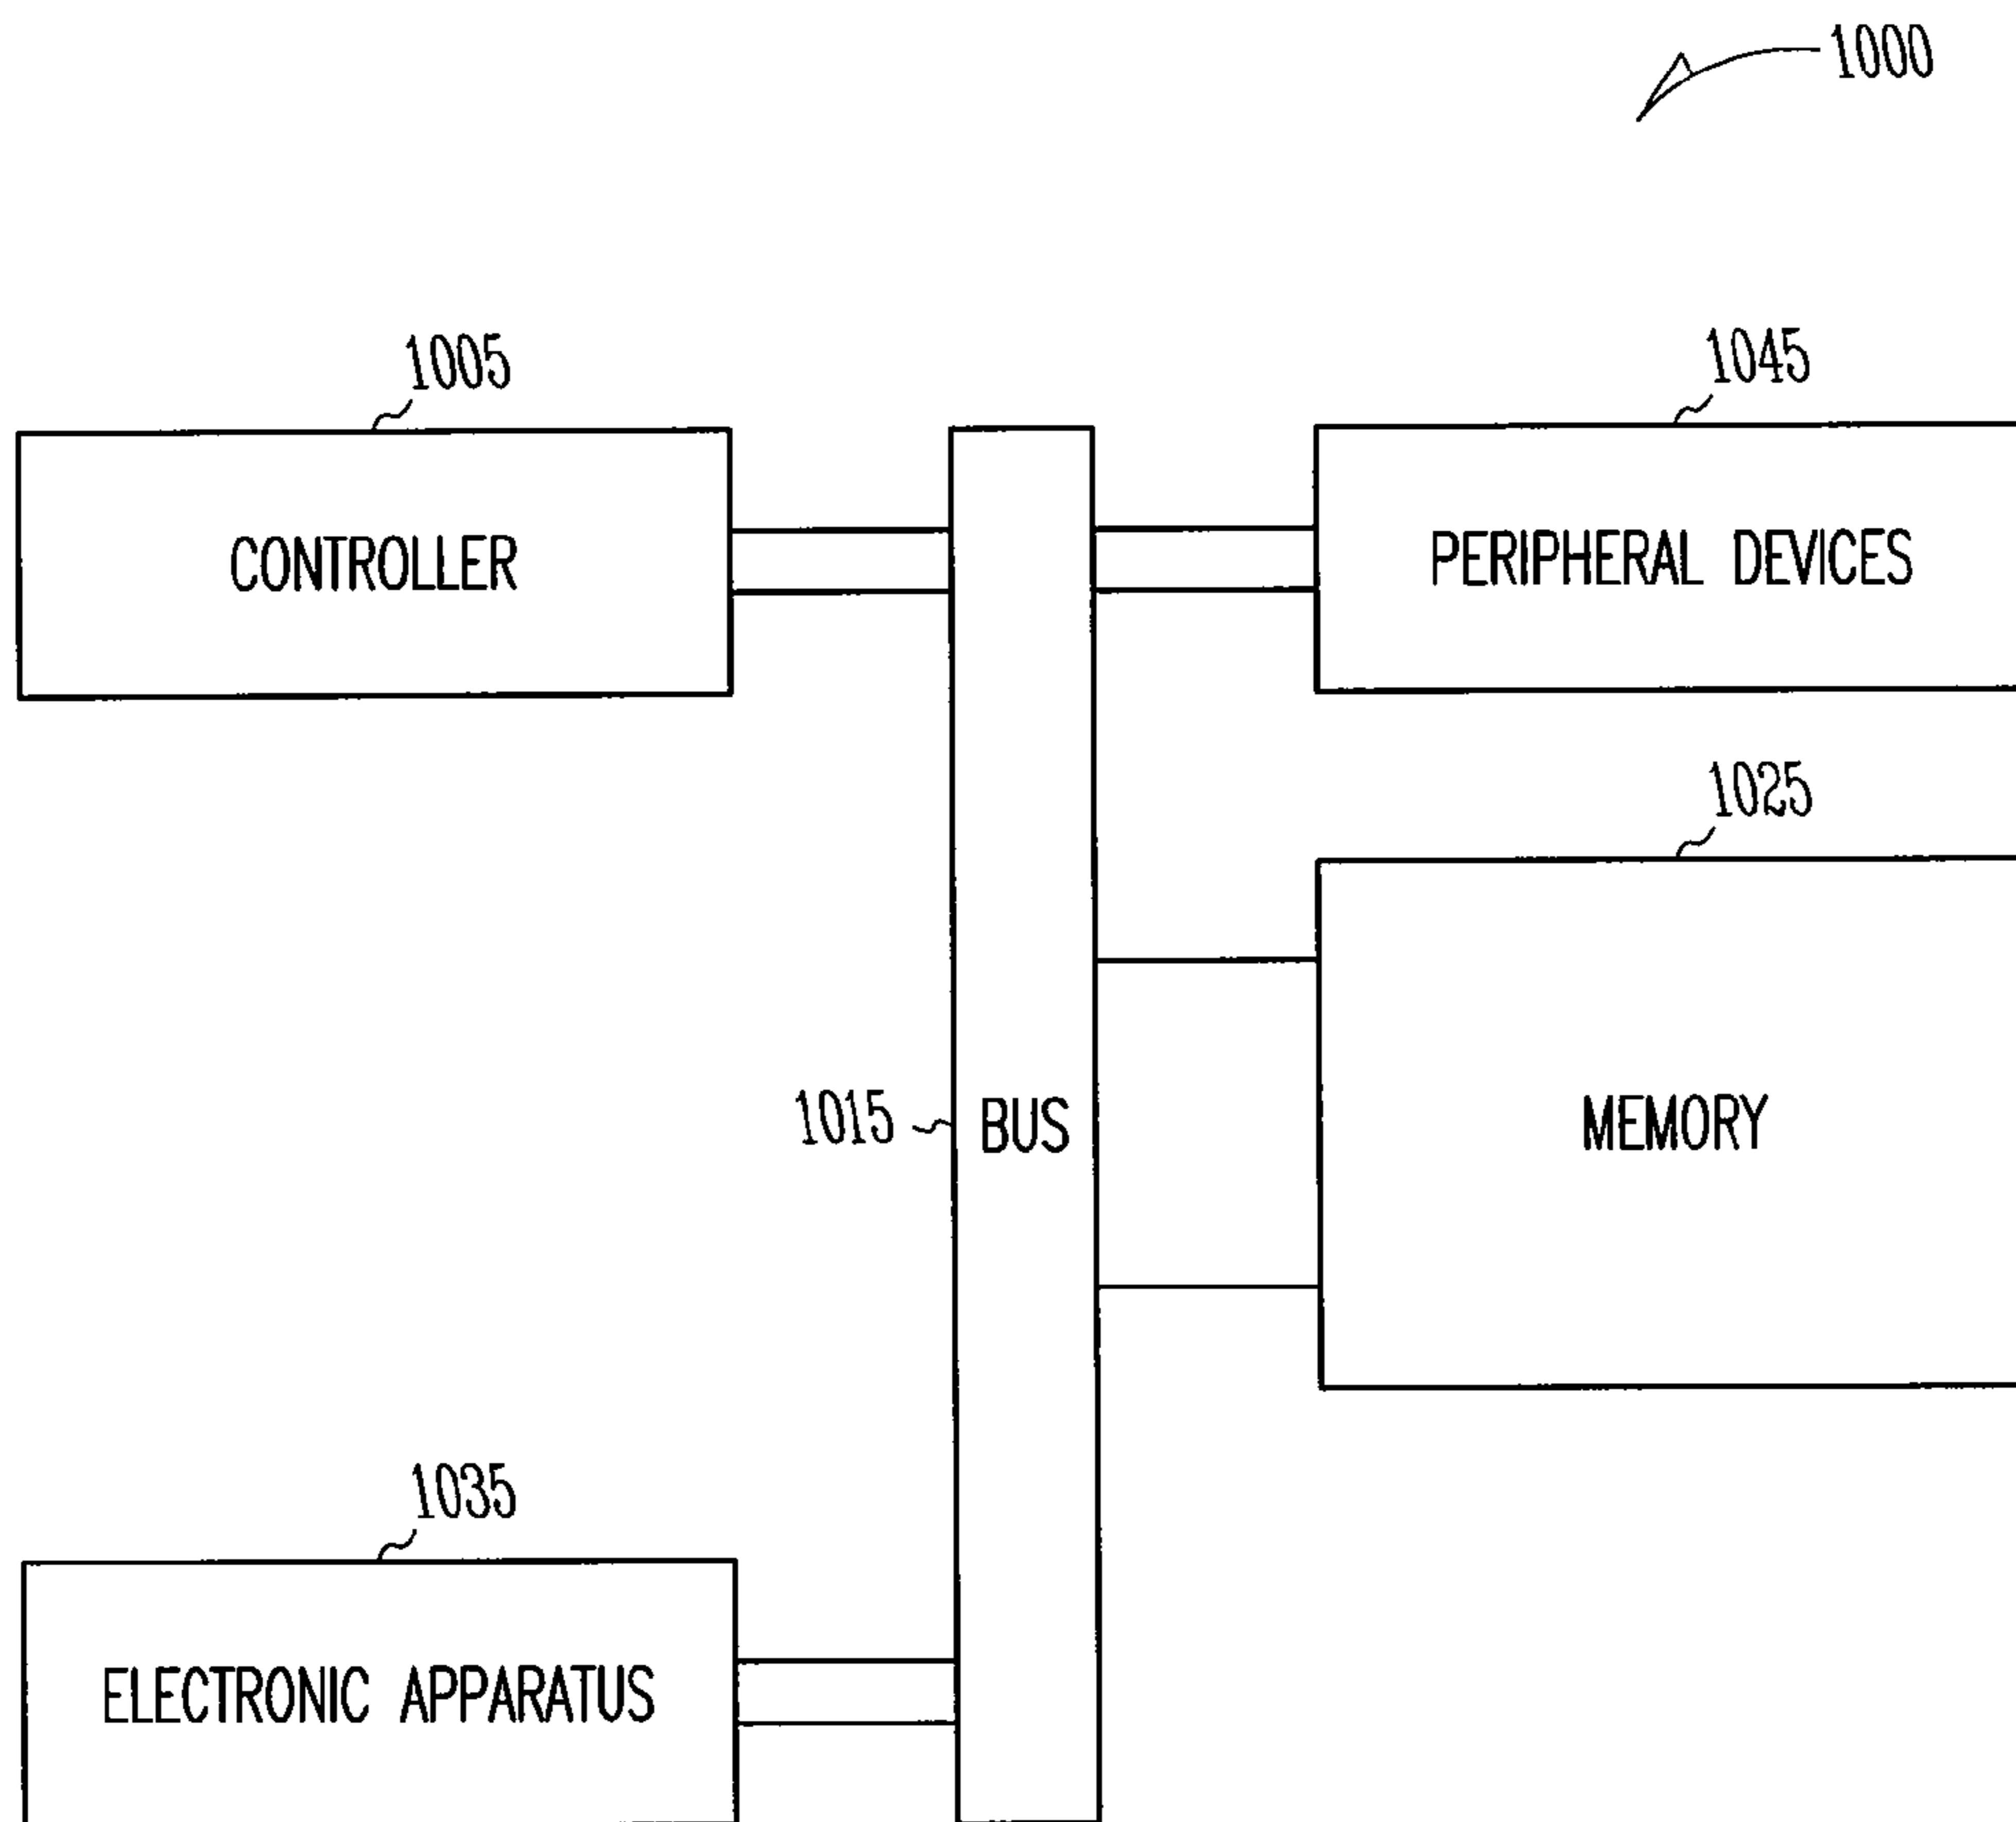 1000
1005
1045
CONTROLLER
PERIPHERAL DEVICES
1025
1015
BUS
MEMORY
1035
ELECTRONIC APPARATUS